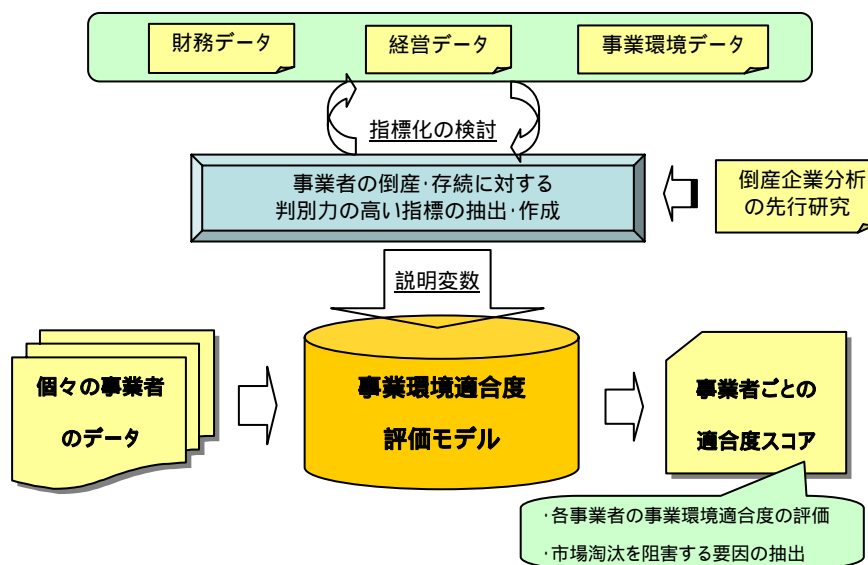 財務データ
経営データ
事業環境データ
指標化の検討
事業者の倒産・存続に対する
判別力の高い指標の抽出・作成
倒産企業分析
の先行研究
説明変数
個々の事業者
のデータ
事業環境適合度
評価モデル
事業者ごとの
適合度スコア
・各事業者の事業環境適合度の評価
・市場淘汰を阻害する要因の抽出